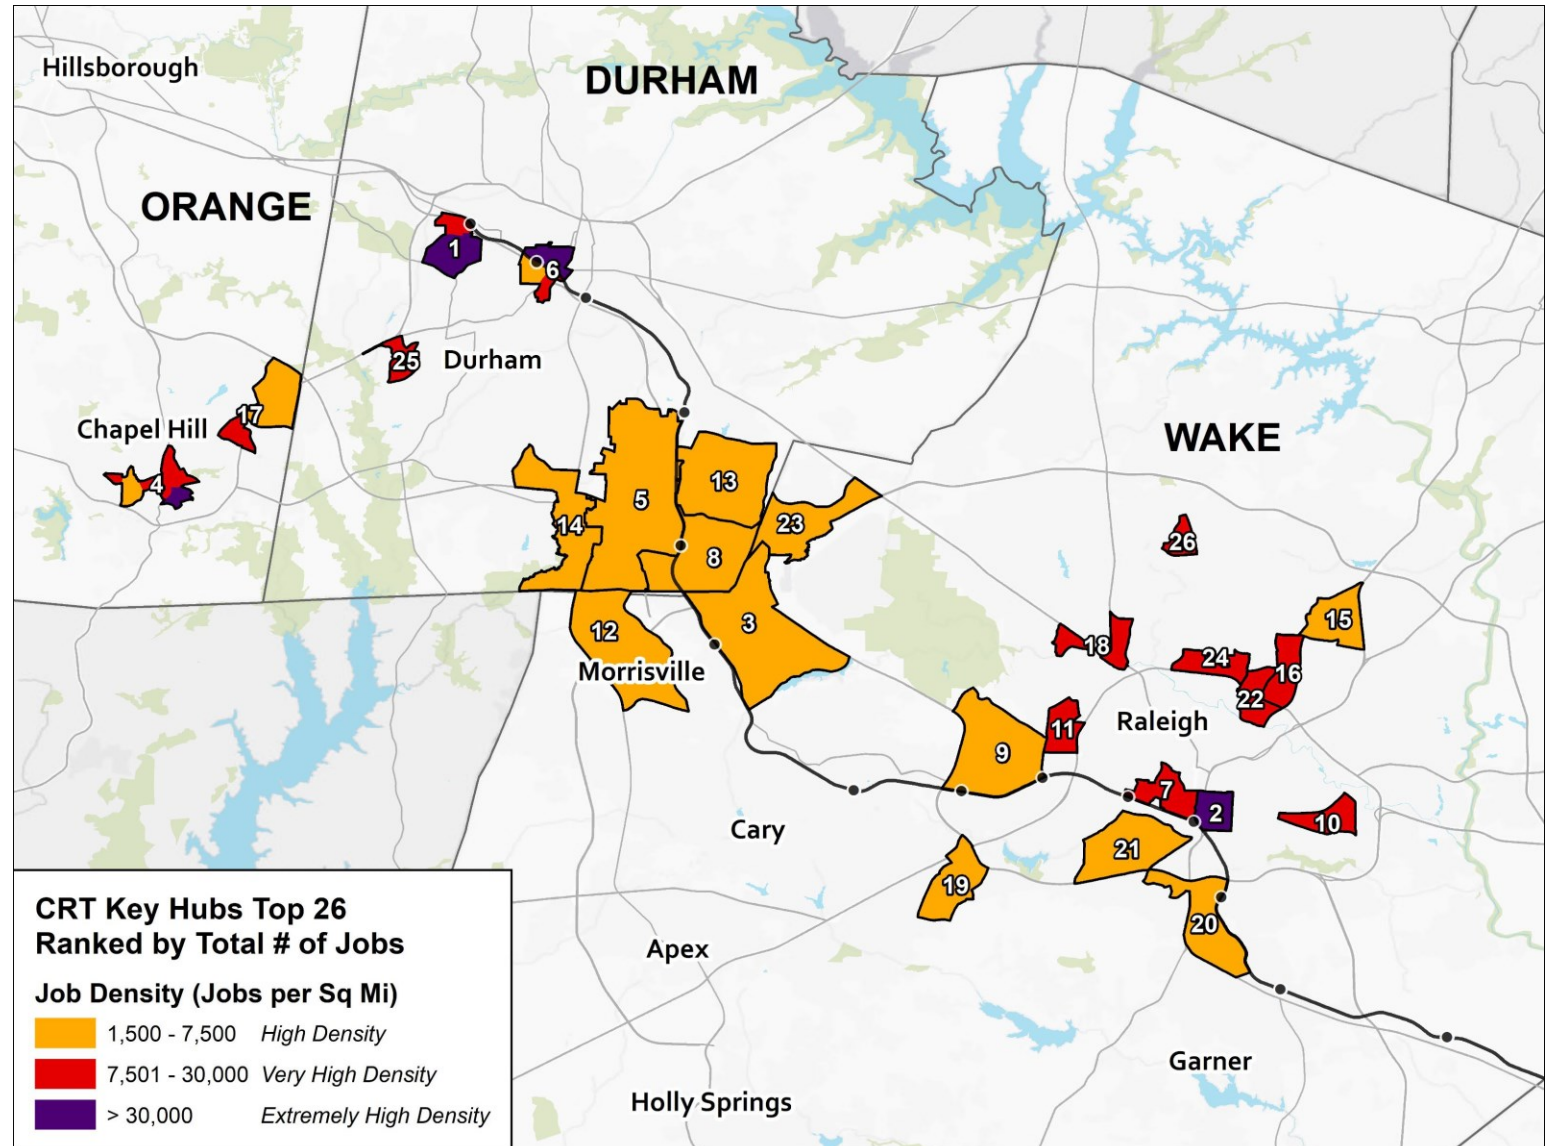 Hillsborough
DURHAM
ORANGE
1
6
25
Durham
17
Chapel Hill
4
WAKE
13
5
14
23
8
26
12
3
15
Morrisville
18
24
16
22
Raleigh
11
9
7
2
10
Cary
21
19
20
Apex
Garner
Holly Springs
CRT Key Hubs Top 26
Ranked by Total # of Jobs
Job Density (Jobs per Sq Mi)
1,500 - 7,500 High Density
7,501 - 30,000 Very High Density
> 30,000 Extremely High Density